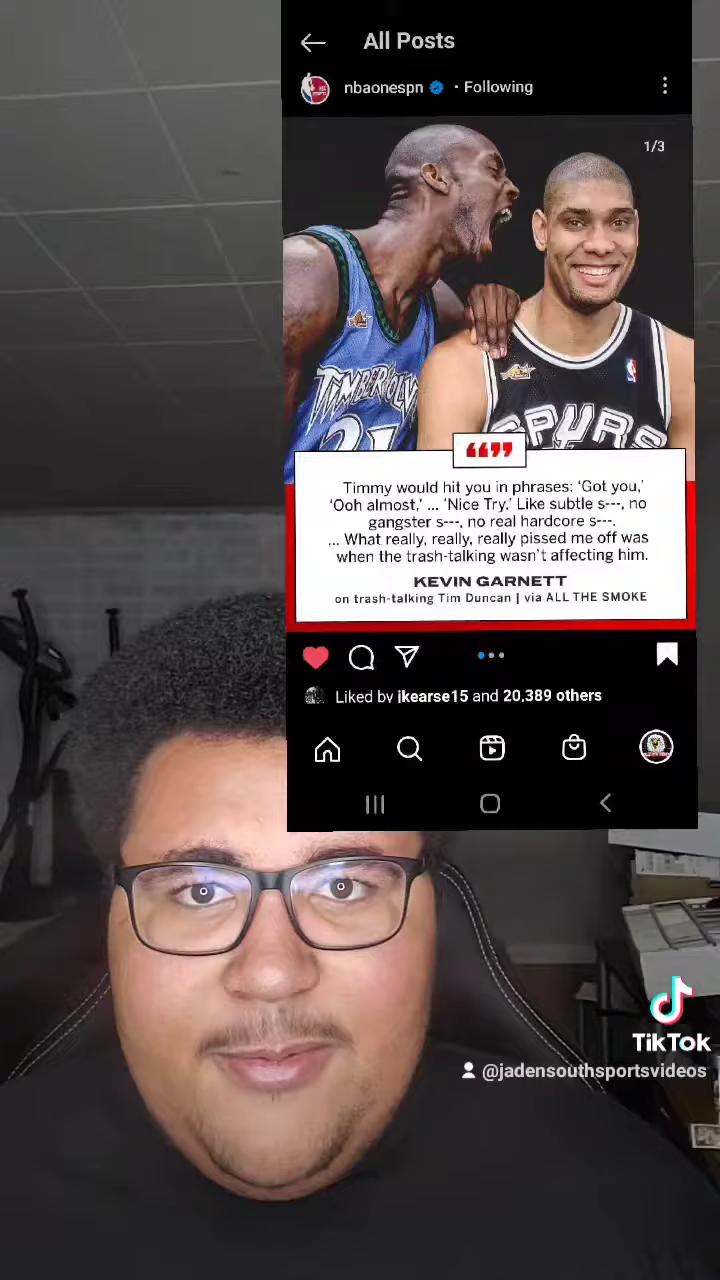 All Posts
nbaonespn • Following
1/3
TIMBERWOLV
21
SPURS
Timmy would hit you in phrases: ‘Got you,’
‘Ooh almost,’ ... ’Nice Try.’ Like subtle s---, no
gangster s---, no real hardcore s---.
... What really, really, really pissed me off was
when the trash-talking wasn’t affecting him.
KEVIN GARNETT
on trash-talking Tim Duncan | via ALL THE SMOKE
Liked by ikearse15 and 20,389 others
TikTok
@jadensouthsportsvideos